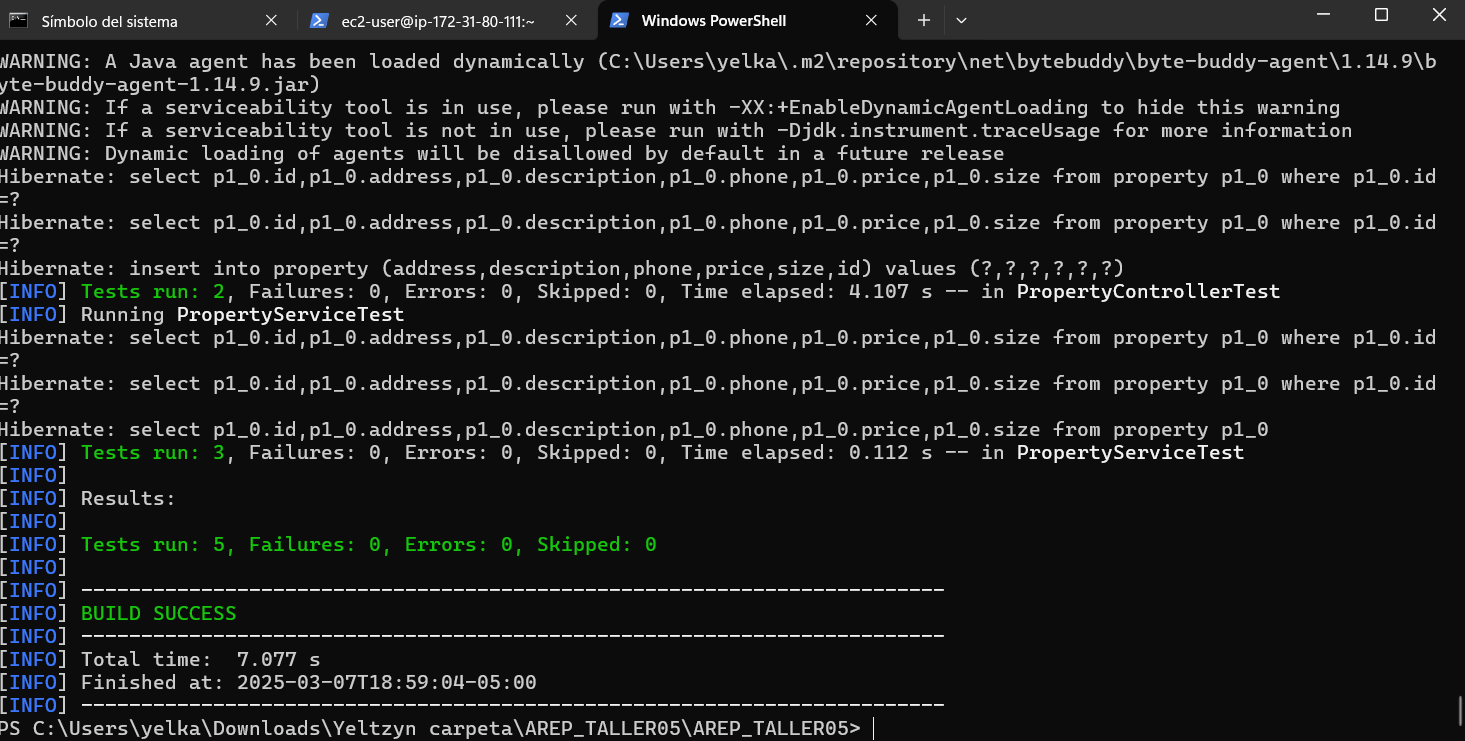 Símbolo del sistema
ec2-user@ip-172-31-80-111:~
Windows PowerShell
WARNING: A Java agent has been loaded dynamically (C:\Users\yelka\.m2\repository\net\bytebuddy\byte-buddy-agent\1.14.9\b
yte-buddy-agent-1.14.9.jar)
WARNING: If a serviceability tool is in use, please run with -XX:+EnableDynamicAgentLoading to hide this warning
WARNING: If a serviceability tool is not in use, please run with -Djdk.instrument.traceUsage for more information
WARNING: Dynamic loading of agents will be disallowed by default in a future release
Hibernate: select p1_0.id,p1_0.address,p1_0.description,p1_0.phone,p1_0.price,p1_0.size from property p1_0 where p1_0.id
=?
Hibernate: select p1_0.id,p1_0.address,p1_0.description,p1_0.phone,p1_0.price,p1_0.size from property p1_0 where p1_0.id
=?
Hibernate: insert into property (address,description,phone,price,size,id) values (?,?,?,?,?,?)
[INFO] Tests run: 2, Failures: 0, Errors: 0, Skipped: 0, Time elapsed: 4.107 s -- in PropertyControllerTest
[INFO] Running PropertyServiceTest
Hibernate: select p1_0.id,p1_0.address,p1_0.description,p1_0.phone,p1_0.price,p1_0.size from property p1_0 where p1_0.id
=?
Hibernate: select p1_0.id,p1_0.address,p1_0.description,p1_0.phone,p1_0.price,p1_0.size from property p1_0 where p1_0.id
=?
Hibernate: select p1_0.id,p1_0.address,p1_0.description,p1_0.phone,p1_0.price,p1_0.size from property p1_0
[INFO] Tests run: 3, Failures: 0, Errors: 0, Skipped: 0, Time elapsed: 0.112 s -- in PropertyServiceTest
[INFO]
[INFO] Results:
[INFO]
[INFO] Tests run: 5, Failures: 0, Errors: 0, Skipped: 0
[INFO]
[INFO] ------------------------------------------------------------------------
[INFO] BUILD SUCCESS
[INFO] ------------------------------------------------------------------------
[INFO] Total time:  7.077 s
[INFO] Finished at: 2025-03-07T18:59:04-05:00
[INFO] ------------------------------------------------------------------------
PS C:\Users\yelka\Downloads\Yeltzyn carpeta\AREP_TALLER05\AREP_TALLER05>